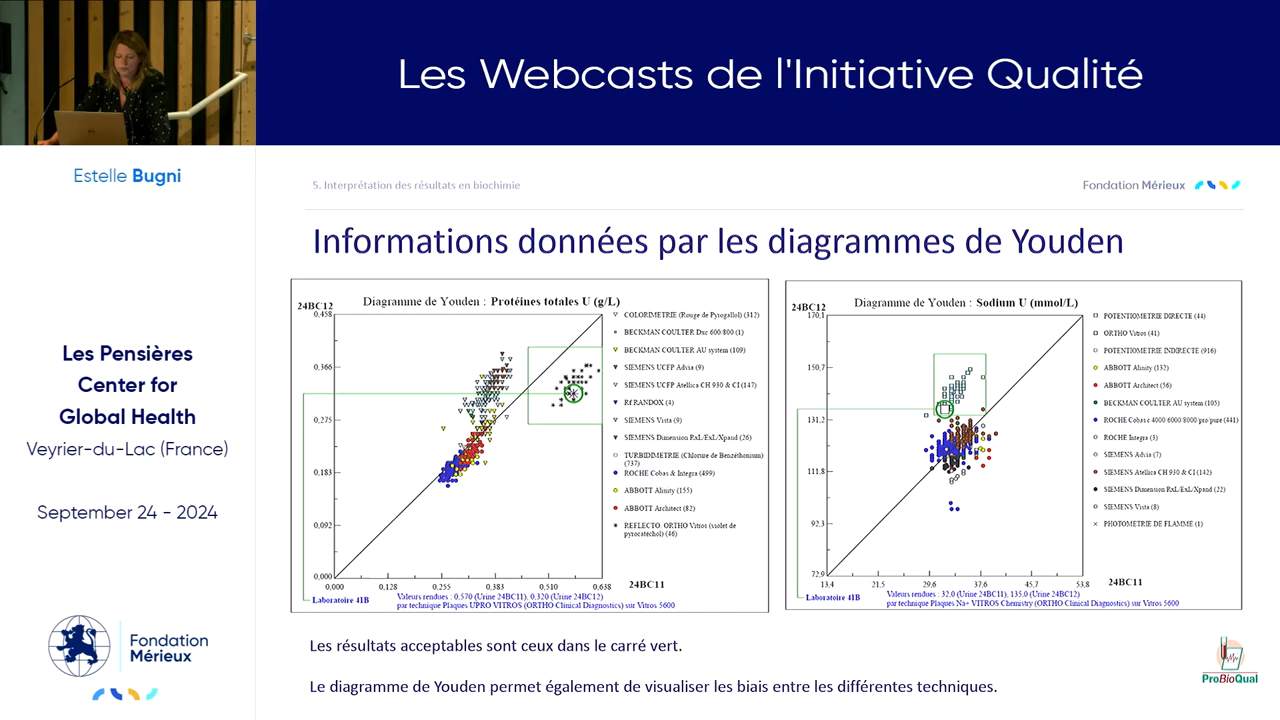 Les Webcasts de l'Initiative Qualité
Estelle Bugni
5. Interprétation des résultats en biochimie
Fondation Mérieux
Informations données par les diagrammes de Youden
24BC12
Diagramme de Youden : Protéines totales U (g/L)
0,458
0,366
0,275
0,183
0,092
0,000
0,000
0,128
0,255
0,383
0,510
0,638
24BC11
COLORIMETRIE (Rouge de Pyrogallol) (312)
BECKMAN COULTER Dxc 600/800 (1)
BECKMAN COULTER AU system (109)
SIEMENS UCFP Advia (9)
SIEMENS UCFP Atellica CH 930 & CI (147)
Rf RANDOX (4)
SIEMENS Vista (9)
SIEMENS Dimension RxL/ExL/Xpand (26)
TURBIDIMETRIE (Chlorure de Benzéthonium)
(737)
ROCHE Cobas & Integra (499)
ABBOTT Alinity (155)
ABBOTT Architect (82)
REFLECTO. ORTHO Vitros (violet de
pyrocatéchol) (46)
Laboratoire 41B
Valeurs rendues : 0,570 (Urine 24BC11), 0,320 (Urine 24BC12)
par technique Plaques UPRO VITROS (ORTHO Clinical Diagnostics) sur Vitros 5600
24BC12
Diagramme de Youden : Sodium U (mmol/L)
170,1
150,7
131,2
111,8
92,3
72,9
13,4
21,5
29,6
37,6
45,7
53,8
24BC11
POTENTIOMETRIE DIRECTE (44)
ORTHO Vitros (41)
POTENTIOMETRIE INDIRECTE (916)
ABBOTT Alinity (132)
ABBOTT Architect (56)
BECKMAN COULTER AU system (105)
ROCHE Cobas c 4000 6000 8000 pro/pure (441)
ROCHE Integra (3)
SIEMENS Advia (7)
SIEMENS Atellica CH 930 & CI (142)
SIEMENS Dimension RxL/ExL/Xpand (22)
SIEMENS Vista (8)
PHOTOMETRIE DE FLAMME (1)
Laboratoire 41B
Valeurs rendues : 32,0 (Urine 24BC11), 135,0 (Urine 24BC12)
par technique Plaques Na+ VITROS Chemistry (ORTHO Clinical Diagnostics) sur Vitros 5600
Les Pensières
Center for
Global Health
Veyrier-du-Lac (France)
September 24 - 2024
Fondation
Mérieux
Les résultats acceptables sont ceux dans le carré vert.
Le diagramme de Youden permet également de visualiser les biais entre les différentes techniques.
ProBioQual